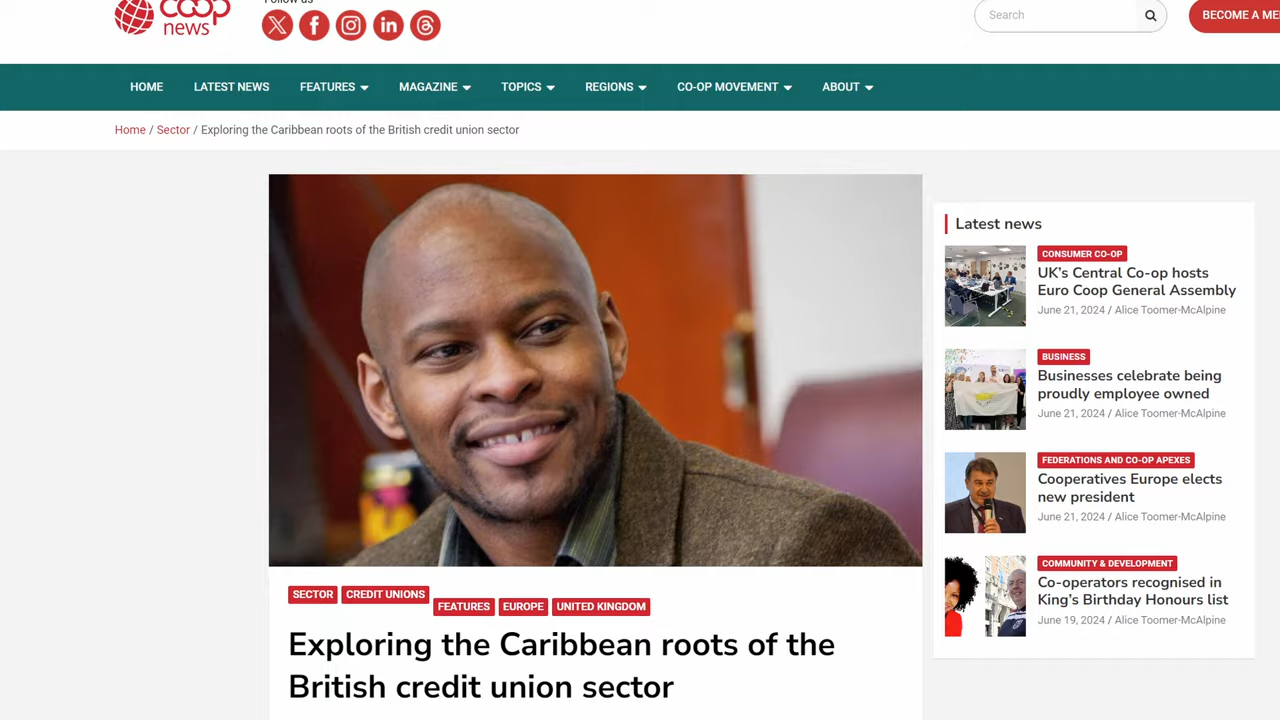 coop
news
Follow us
Search
BECOME A ME
HOME
LATEST NEWS
FEATURES
MAGAZINE
TOPICS
REGIONS
CO-OP MOVEMENT
ABOUT
Home / Sector / Exploring the Caribbean roots of the British credit union sector
SECTOR
CREDIT UNIONS
FEATURES
EUROPE
UNITED KINGDOM
Exploring the Caribbean roots of the
British credit union sector
Latest news
CONSUMER CO-OP
UK's Central Co-op hosts
Euro Coop General Assembly
June 21, 2024 / Alice Toomer-McAlpine
BUSINESS
Businesses celebrate being
proudly employee owned
June 21, 2024 / Alice Toomer-McAlpine
FEDERATIONS AND CO-OP APEXES
Cooperatives Europe elects
new president
June 21, 2024 / Alice Toomer-McAlpine
COMMUNITY & DEVELOPMENT
Co-operators recognised in
King's Birthday Honours list
June 19, 2024 / Alice Toomer-McAlpine